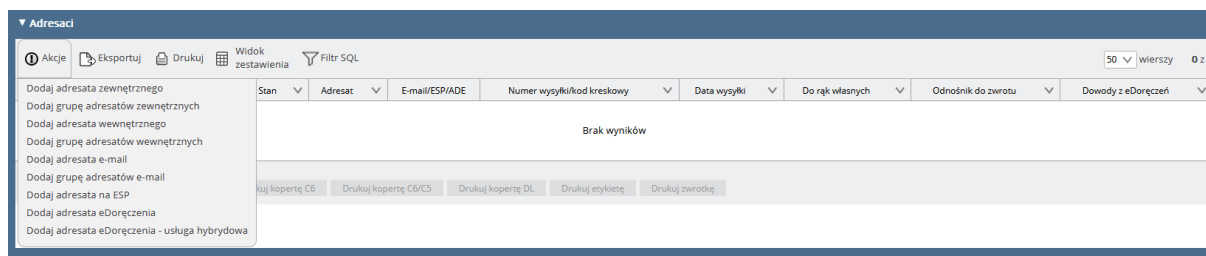 ▼ Adresaci
Akcje Eksportuj Drukuj Widok zestawienia Filtr SQL 50 wierszy 0 z
Stan Adresat E-mail/ESP/ADE Numer wysyłki/kod kreskowy Data wysyłki Do rąk własnych Odnośnik do zwrotu Dowody z eDoręczeń
Dodaj adresata zewnętrznego
Dodaj grupę adresatów zewnętrznych
Dodaj adresata wewnętrznego
Dodaj grupę adresatów wewnętrznych
Dodaj adresata e-mail
Dodaj grupę adresatów e-mail
Dodaj adresata na ESP
Dodaj adresata eDoręczenia
Dodaj adresata eDoręczenia - usługa hybrydowa
Brak wyników
kuj kopertę C6 Drukuj kopertę C6/C5 Drukuj kopertę DL Drukuj etykietę Drukuj zwrotkę